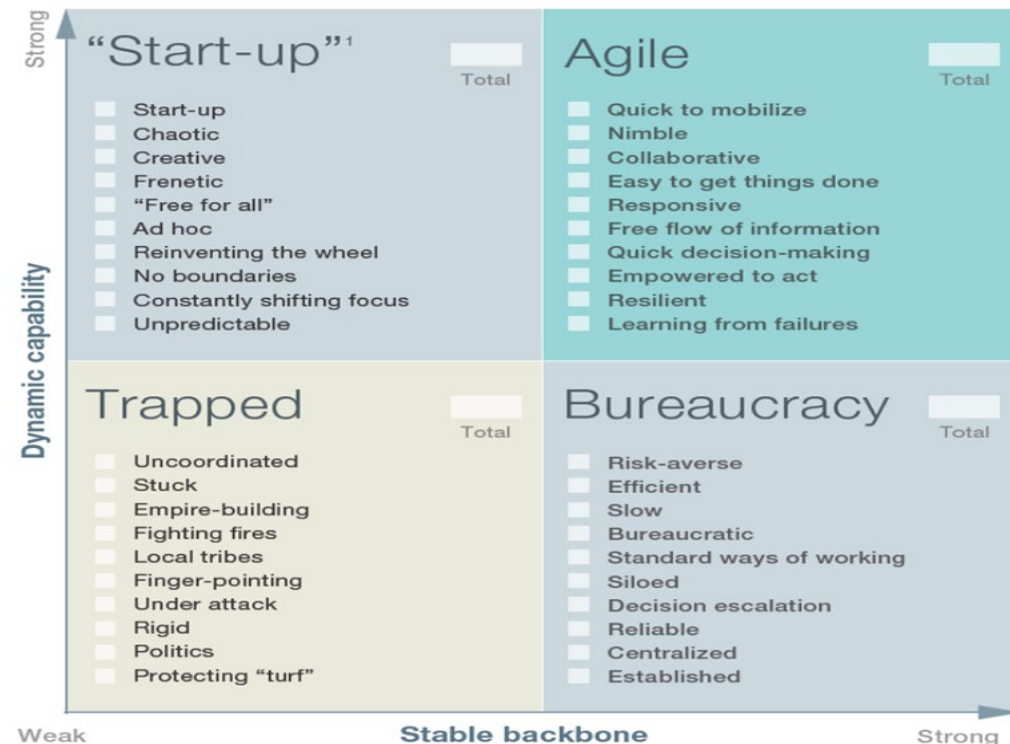 Strong
Dynamic capability
“Start-up”¹
Total
Start-up
Chaotic
Creative
Frenetic
“Free for all”
Ad hoc
Reinventing the wheel
No boundaries
Constantly shifting focus
Unpredictable
Agile
Total
Quick to mobilize
Nimble
Collaborative
Easy to get things done
Responsive
Free flow of information
Quick decision-making
Empowered to act
Resilient
Learning from failures
Trapped
Total
Uncoordinated
Stuck
Empire-building
Fighting fires
Local tribes
Finger-pointing
Under attack
Rigid
Politics
Protecting “turf”
Bureaucracy
Total
Risk-averse
Efficient
Slow
Bureaucratic
Standard ways of working
Siloed
Decision escalation
Reliable
Centralized
Established
Weak
Stable backbone
Strong